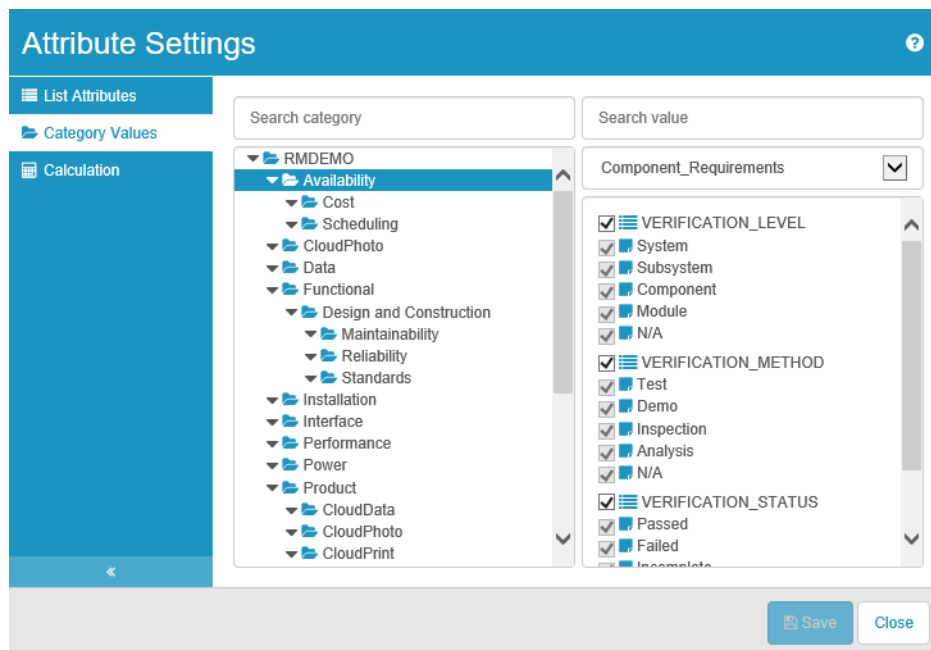 Attribute Settings
List Attributes
Category Values
Calculation
Search category
RMDEMO
Availability
Cost
Scheduling
CloudPhoto
Data
Functional
Design and Construction
Maintainability
Reliability
Standards
Installation
Interface
Performance
Power
Product
CloudData
CloudPhoto
CloudPrint
Search value
Component_Requirements
VERIFICATION_LEVEL
System
Subsystem
Component
Module
N/A
VERIFICATION_METHOD
Test
Demo
Inspection
Analysis
N/A
VERIFICATION_STATUS
Passed
Failed
Incomplete
Save
Close